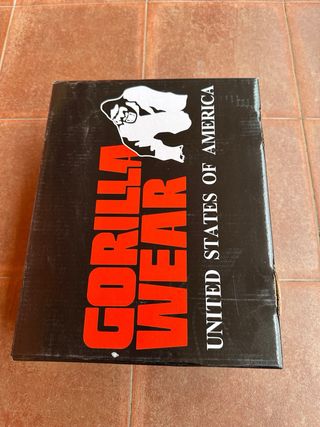 GORILLA
WEAR
UNITED STATES OF AMERICA